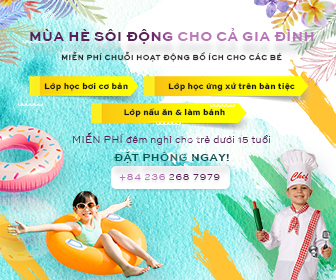 MÙA HÈ SÔI ĐỘNG CHO CẢ GIA ĐÌNH
MIỄN PHÍ CHUỖI HOẠT ĐỘNG BỔ ÍCH CHO CÁC BÉ
Lớp học bơi cơ bản
Lớp học ứng xử trên bàn tiệc
Lớp nấu ăn & làm bánh
MIỄN PHÍ đêm nghỉ cho trẻ dưới 15 tuổi
ĐẶT PHÒNG NGAY!
+84 236 268 7979
Chef